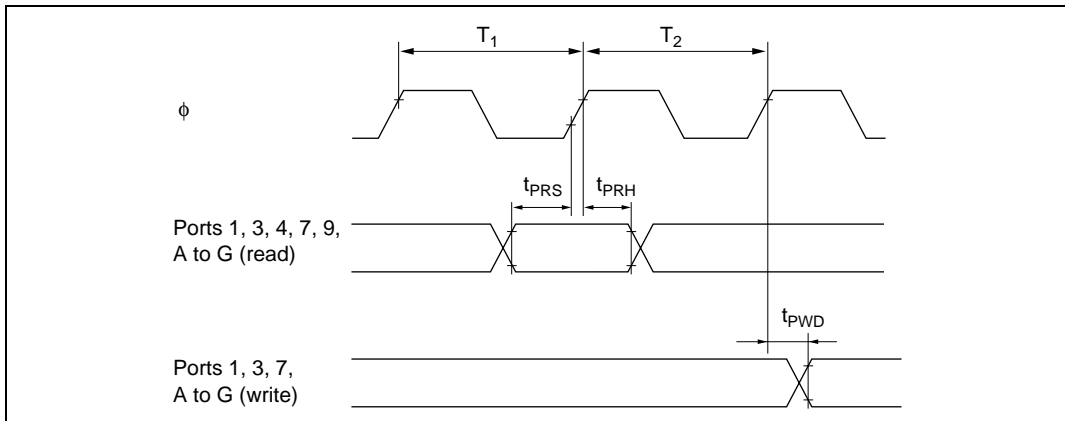 T1
T2
ϕ
tPRS
tPRH
Ports 1, 3, 4, 7, 9,
A to G (read)
tPWD
Ports 1, 3, 7,
A to G (write)